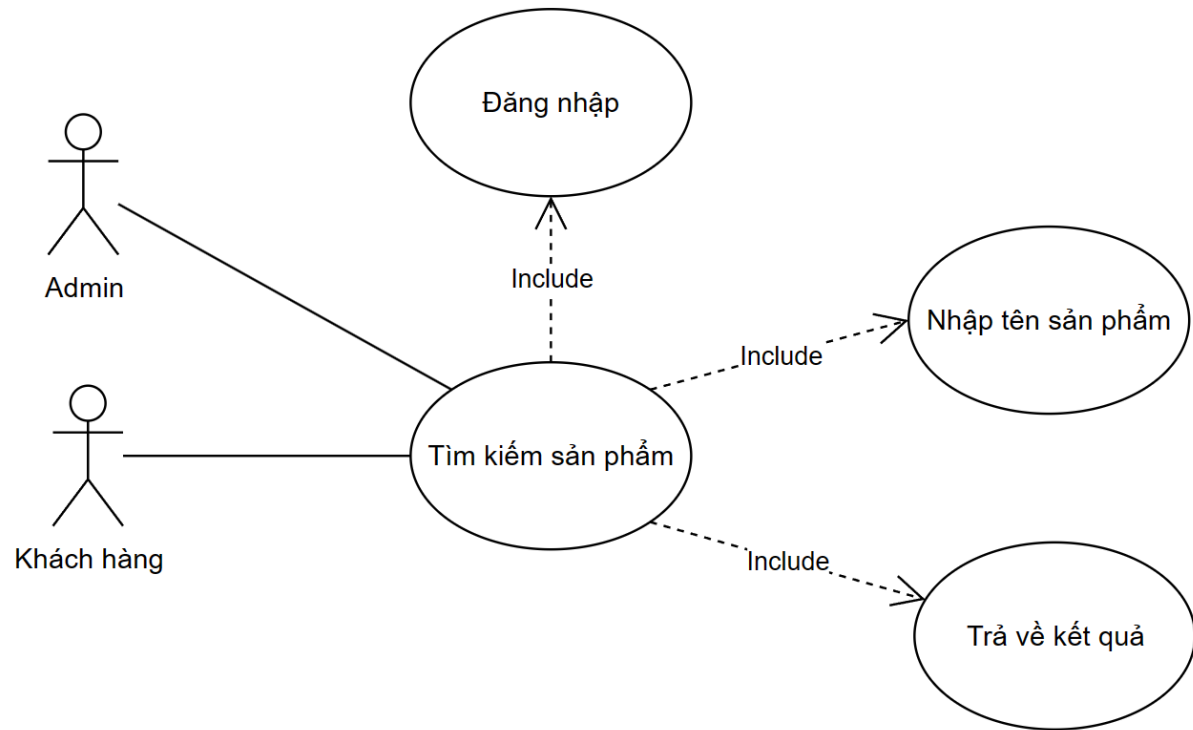 Đăng nhập
Admin
Include
Nhập tên sản phẩm
Include
Khách hàng
Tìm kiếm sản phẩm
Include
Trả về kết quả